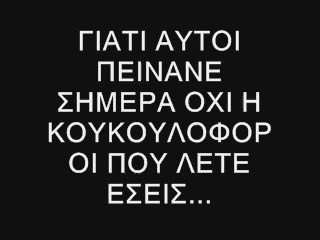 ΓΙΑΤΙ ΑΥΤΟΙ
ΠΕΙΝΑΝΕ
ΣΗΜΕΡΑ ΟΧΙ Η
ΚΟΥΚΟΥΛΟΦΟΡ
ΟΙ ΠΟΥ ΛΕΤΕ
ΕΣΕΙΣ...